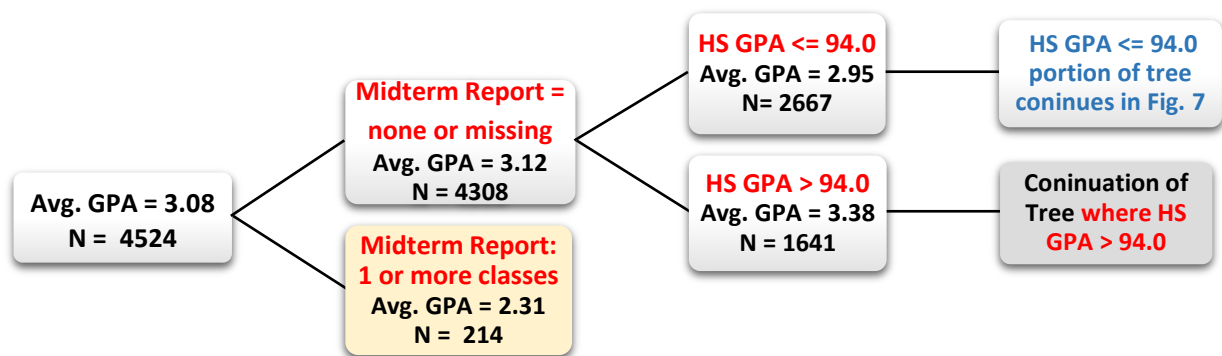 Avg. GPA = 3.08
N = 4524
Midterm Report =
none or missing
Avg. GPA = 3.12
N = 4308
Midterm Report:
1 or more classes
Avg. GPA = 2.31
N = 214
HS GPA <= 94.0
Avg. GPA = 2.95
N= 2667
HS GPA > 94.0
Avg. GPA = 3.38
N = 1641
HS GPA <= 94.0
portion of tree
coninues in Fig. 7
Coninuation of
Tree where HS
GPA > 94.0